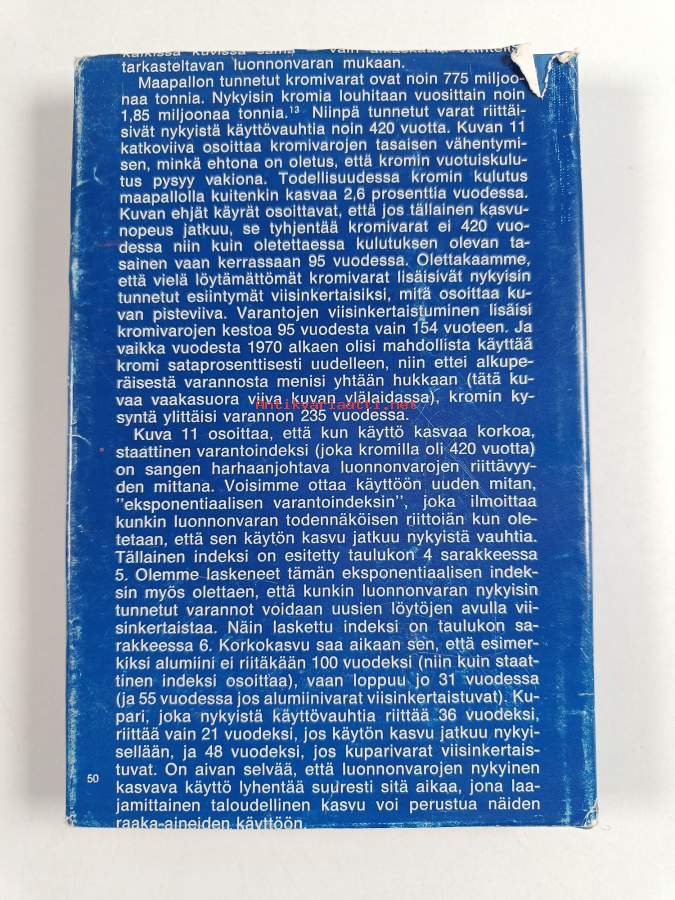 kaikissa kuvissa sama vain aikaskaala
tarkasteltavan luonnonvaran mukaan.
Maapallon tunnetut kromivarat ovat noin 775 miljoo-
naa tonnia. Nykyisin kromia louhitaan vuosittain noin
1,85 miljoonaa tonnia.¹³ Niinpä tunnetut varat riittäi-
sivät nykyistä käyttövauhtia noin 420 vuotta. Kuvan 11
katkoviiva osoittaa kromivarojen tasaisen vähentymi-
sen, minkä ehtona on oletus, että kromin vuotuiskulu-
tus pysyy vakiona. Todellisuudessa kromin kulutus
maapallolla kuitenkin kasvaa 2,6 prosenttia vuodessa.
Kuvan ehjät käyrät osoittavat, että jos tällainen kasvu-
nopeus jatkuu, se tyhjentää kromivarat ei 420 vuo-
dessa niin kuin oletettaessa kulutuksen olevan ta-
sainen vaan kerrassaan 95 vuodessa. Olettakaamme,
että vielä löytämättömät kromivarat lisäisivät nykyisin
tunnetut esiintymät viisinkertaisiksi, mitä osoittaa ku-
van pisteviiva. Varantojen viisinkertaistuminen lisäisi
kromivarojen kestoa 95 vuodesta vain 154 vuoteen. Ja
vaikka vuodesta 1970 alkaen olisi mahdollista käyttää
kromi sataprosenttisesti uudelleen, niin ettei alkupe-
räisestä varannosta menisi yhtään hukkaan (tätä ku-
vaa vaakasuora viiva kuvan ylälaidassa), kromin ky-
Antikvariaatti.net
syntä ylittäisi varannon 235 vuodessa.
Kuva 11 osoittaa, että kun käyttö kasvaa korkoa,
staattinen varantoindeksi (joka kromilla oli 420 vuotta)
on sangen harhaanjohtava luonnonvarojen riittävyy-
den mittana. Voisimme ottaa käyttöön uuden mitan,
"eksponentiaalisen varantoindeksin", joka ilmoittaa
kunkin luonnonvaran todennäköisen riittoiän kun ole-
tetaan, että sen käytön kasvu jatkuu nykyistä vauhtia.
Tällainen indeksi on esitetty taulukon 4 sarakkeessa
5. Olemme laskeneet tämän eksponentiaalisen indek-
sin myös olettaen, että kunkin luonnonvaran nykyisin
tunnetut varannot voidaan uusien löytöjen avulla vii-
sinkertaistaa. Näin laskettu indeksi on taulukon sa-
rakkeessa 6. Korkokasvu saa aikaan sen, että esimer-
kiksi alumiini ei riitäkään 100 vuodeksi (niin kuin staat-
tinen indeksi osoittaa), vaan loppuu jo 31 vuodessa
(ja 55 vuodessa jos alumiinivarat viisinkertaistuvat). Ku-
pari, joka nykyistä käyttövauhtia riittää 36 vuodeksi,
riittää vain 21 vuodeksi, jos käytön kasvu jatkuu nykyi-
sellään, ja 48 vuodeksi, jos kuparivarat viisinkertais-
tuvat. On aivan selvää, että luonnonvarojen nykyinen
50
kasvava käyttö lyhentää suuresti sitä aikaa, jona laa-
jamittainen taloudellinen kasvu voi perustua näiden
raaka-aineiden käyttöön.